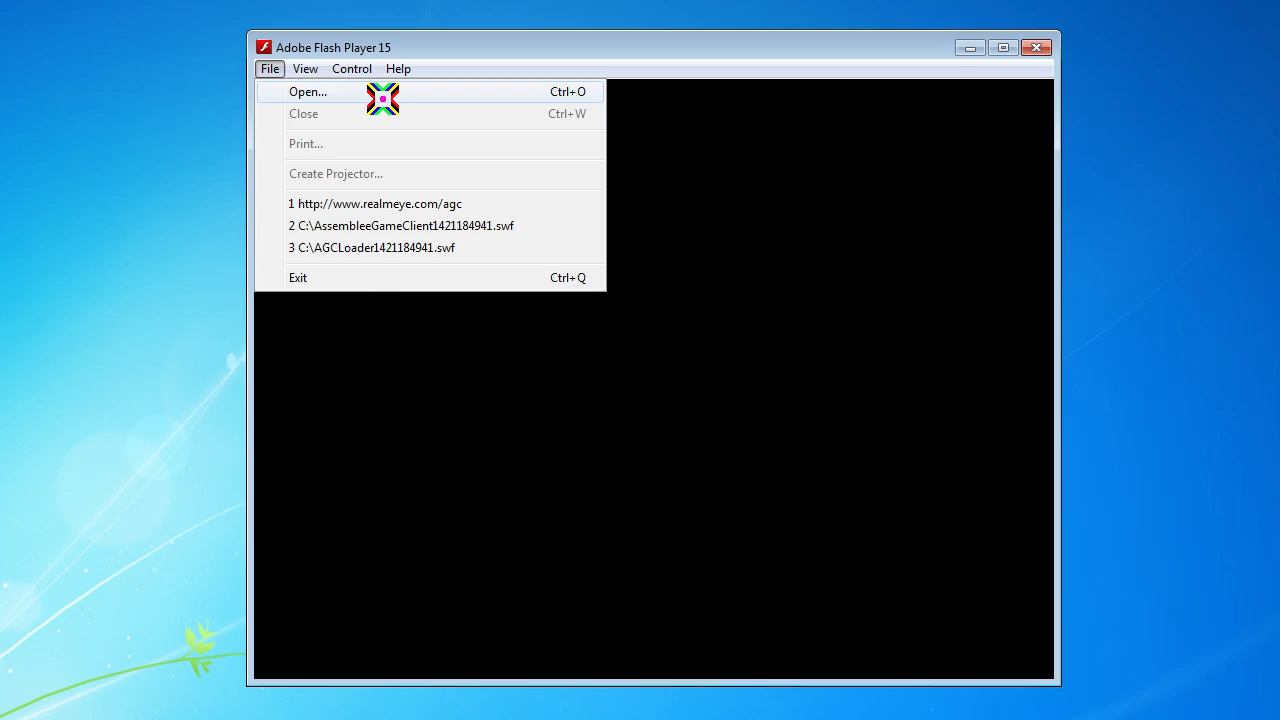 Adobe Flash Player 15
File View Control Help
Open... Ctrl+O
Close Ctrl+W
Print...
Create Projector...
1 http://www.realmeye.com/agc
2 C:\AssembleeGameClient1421184941.swf
3 C:\AGCLoader1421184941.swf
Exit Ctrl+Q